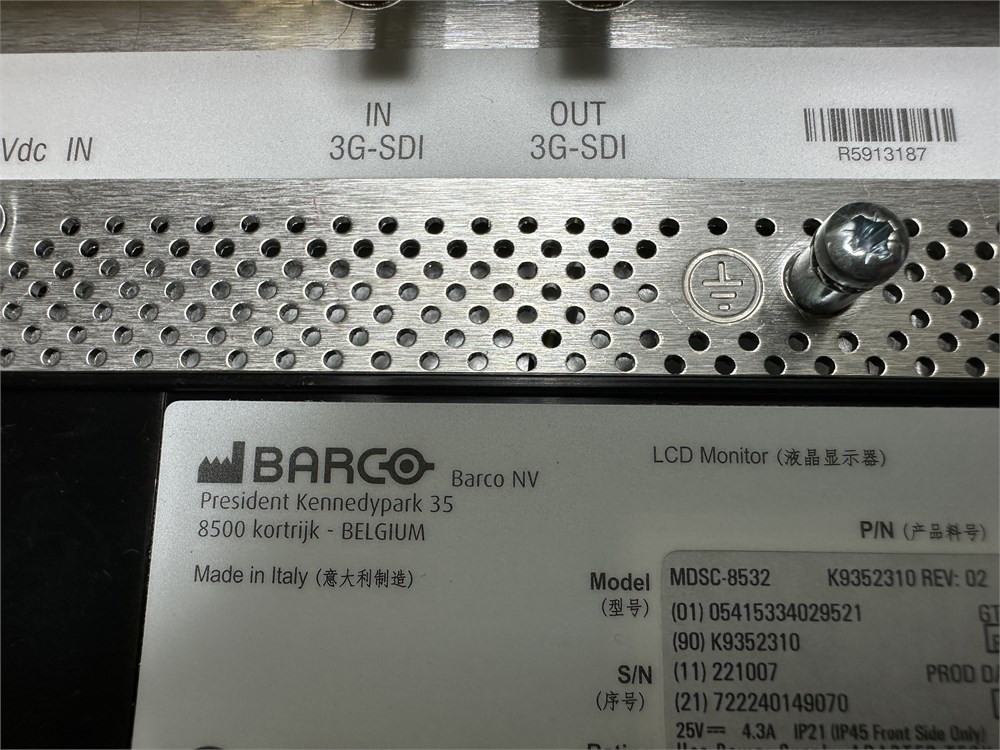 Vdc IN
IN
3G-SDI
OUT
3G-SDI
R5913187
BARCO
Barco NV
President Kennedypark 35
8500 kortrijk - BELGIUM
Made in Italy (意大利制造)
LCD Monitor (液晶显示器)
P/N (产品料号)
Model
(型号)
MDSC-8532 K9352310 REV: 02
(01) 05415334029521
(90) K9352310
S/N
(序号)
(11) 221007 PROD
(21) 722240149070
25V⎓ 4.3A IP21 (IP45 Front Side Only)